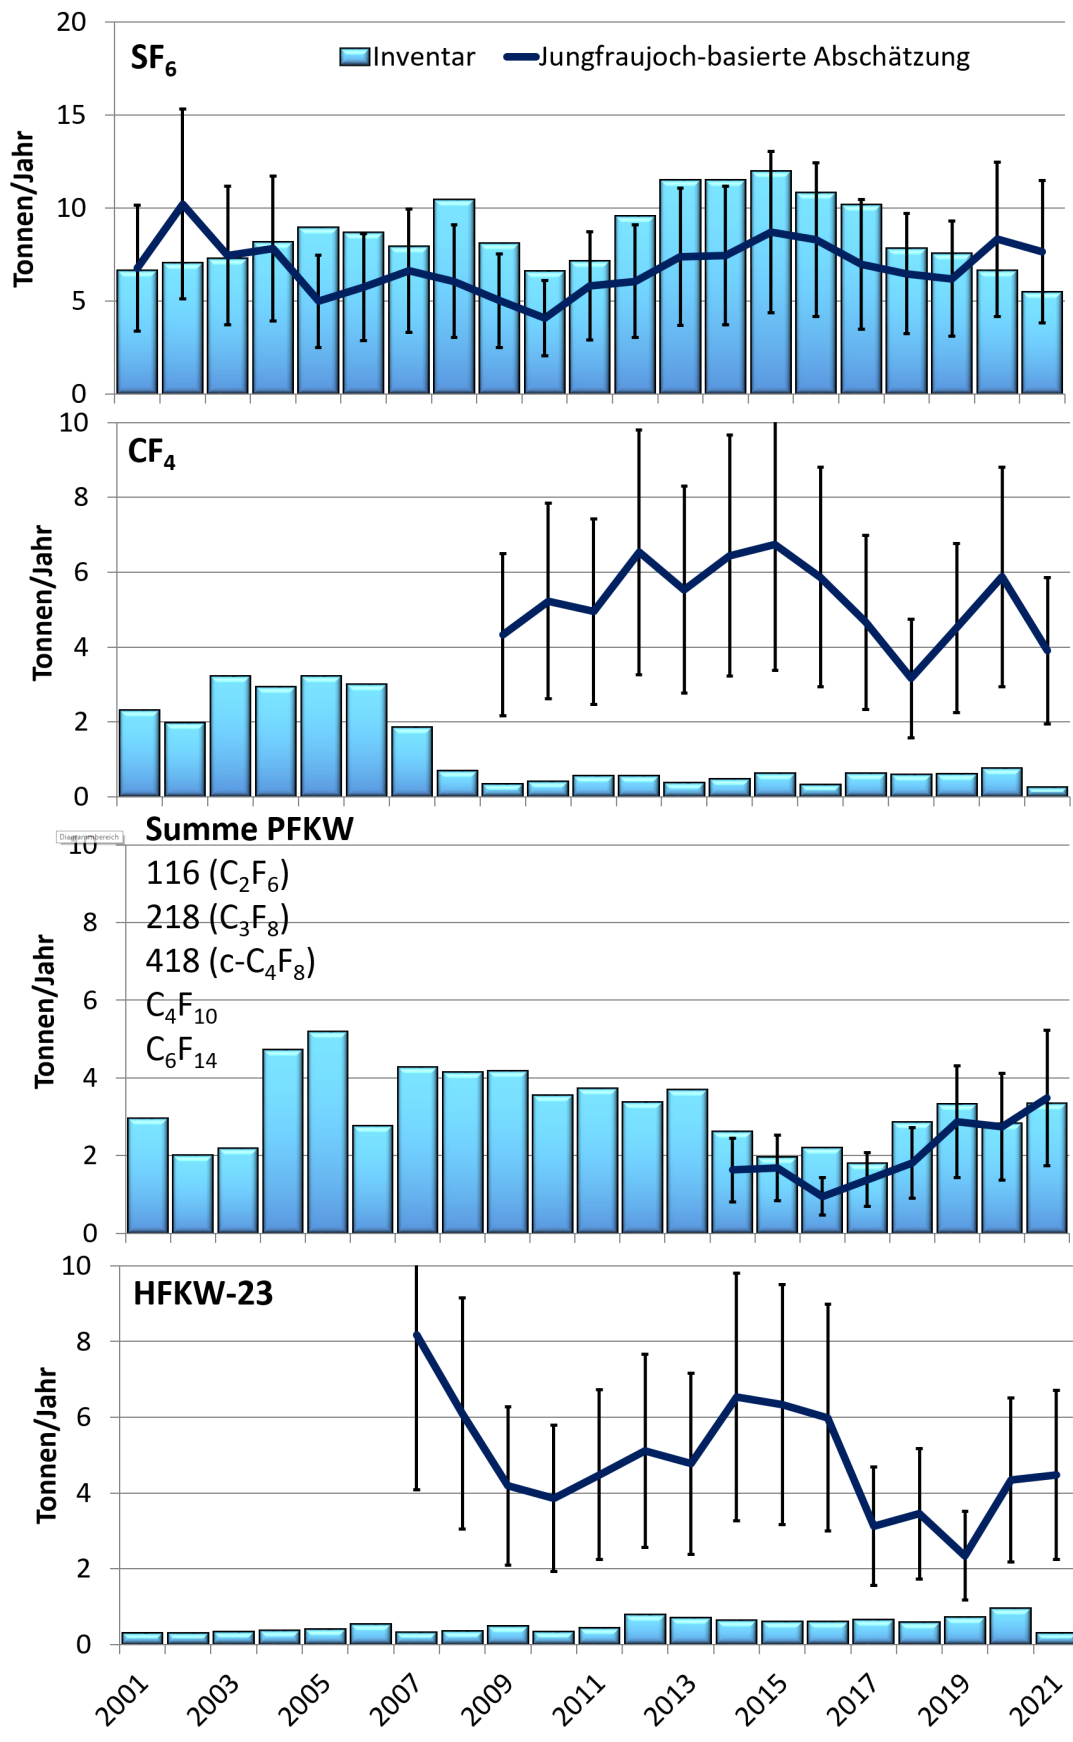 20
SF6 Inventar Jungfraujoch-basierte Abschätzung
15
10
5
0
Tonnen/Jahr
10
CF4
8
6
4
2
0
Tonnen/Jahr
Summe PFKW
Diagrammbereich
10
116 (C2F6)
218 (C3F8)
8
418 (c-C4F8)
6
C4F10
C6F14
4
2
0
Tonnen/Jahr
10
HFKW-23
8
6
4
2
0
Tonnen/Jahr
2001 2003 2005 2007 2009 2011 2013 2015 2017 2019 2021